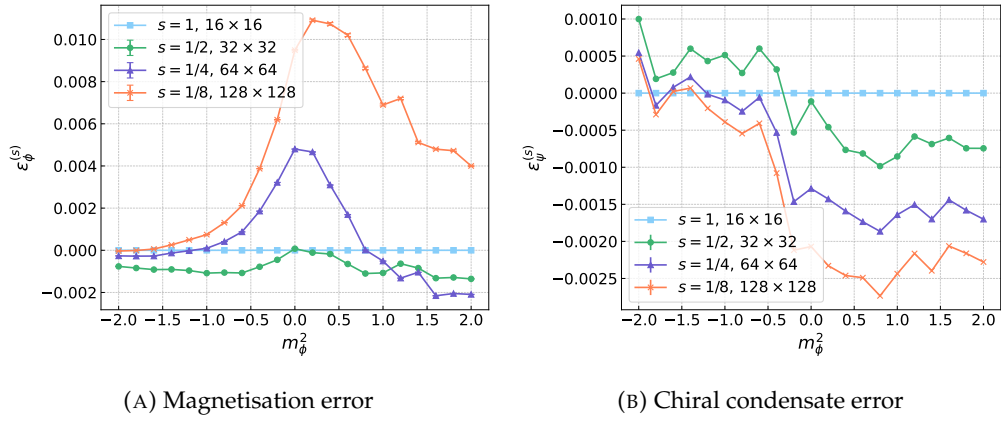 0.010
0.008
0.006
0.004
0.002
0.000
−0.002
ε_ϕ^(s)
s = 1, 16 × 16
s = 1/2, 32 × 32
s = 1/4, 64 × 64
s = 1/8, 128 × 128
−2.0 −1.5 −1.0 −0.5 0.0 0.5 1.0 1.5 2.0
m_ϕ^2
(A) Magnetisation error
0.0010
0.0005
0.0000
−0.0005
−0.0010
−0.0015
−0.0020
−0.0025
ε_ψ^(s)
s = 1, 16 × 16
s = 1/2, 32 × 32
s = 1/4, 64 × 64
s = 1/8, 128 × 128
−2.0 −1.5 −1.0 −0.5 0.0 0.5 1.0 1.5 2.0
m_ϕ^2
(B) Chiral condensate error